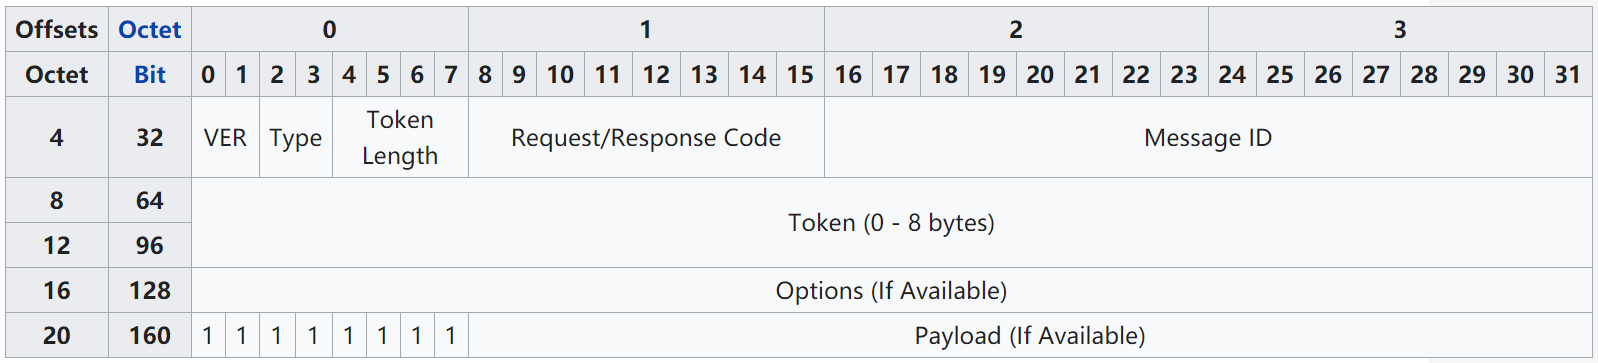 Offsets Octet 0 1 2 3
Octet Bit 0 1 2 3 4 5 6 7 8 9 10 11 12 13 14 15 16 17 18 19 20 21 22 23 24 25 26 27 28 29 30 31
4 32 VER Type Token Length Request/Response Code Message ID
8 64 Token (0 - 8 bytes)
12 96
16 128 Options (If Available)
20 160 1 1 1 1 1 1 1 1 Payload (If Available)